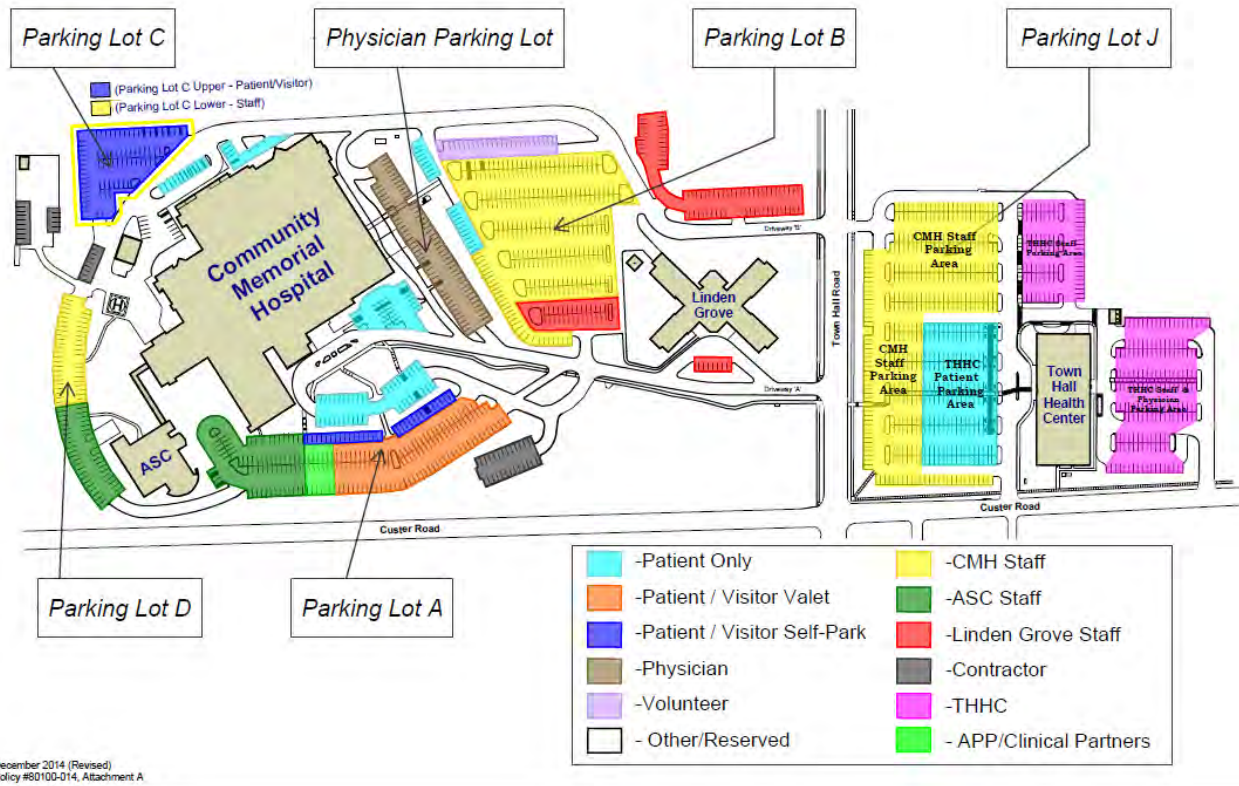 Parking Lot C
Physician Parking Lot
Parking Lot B
Parking Lot J
(Parking Lot C Upper - Patient/Visitor)
(Parking Lot C Lower - Staff)
Community
Memorial
Hospital
Driveway 'B'
CMH Staff
Parking
Area
THHC Staff
Parking Area
Linden
Grove
Town Hall Road
CMH
Staff
Parking
Area
THHC
Patient
Parking
Area
Town
Hall
Health
Center
THHC Staff &
Physician
Parking Area
Driveway 'A'
H
ASC
Custer Road
Custer Road
Parking Lot D
Parking Lot A
-Patient Only
-Patient / Visitor Valet
-Patient / Visitor Self-Park
-Physician
-Volunteer
- Other/Reserved
-CMH Staff
-ASC Staff
-Linden Grove Staff
-Contractor
-THHC
- APP/Clinical Partners
ecember 2014 (Revised)
olicy #80100-014, Attachment A